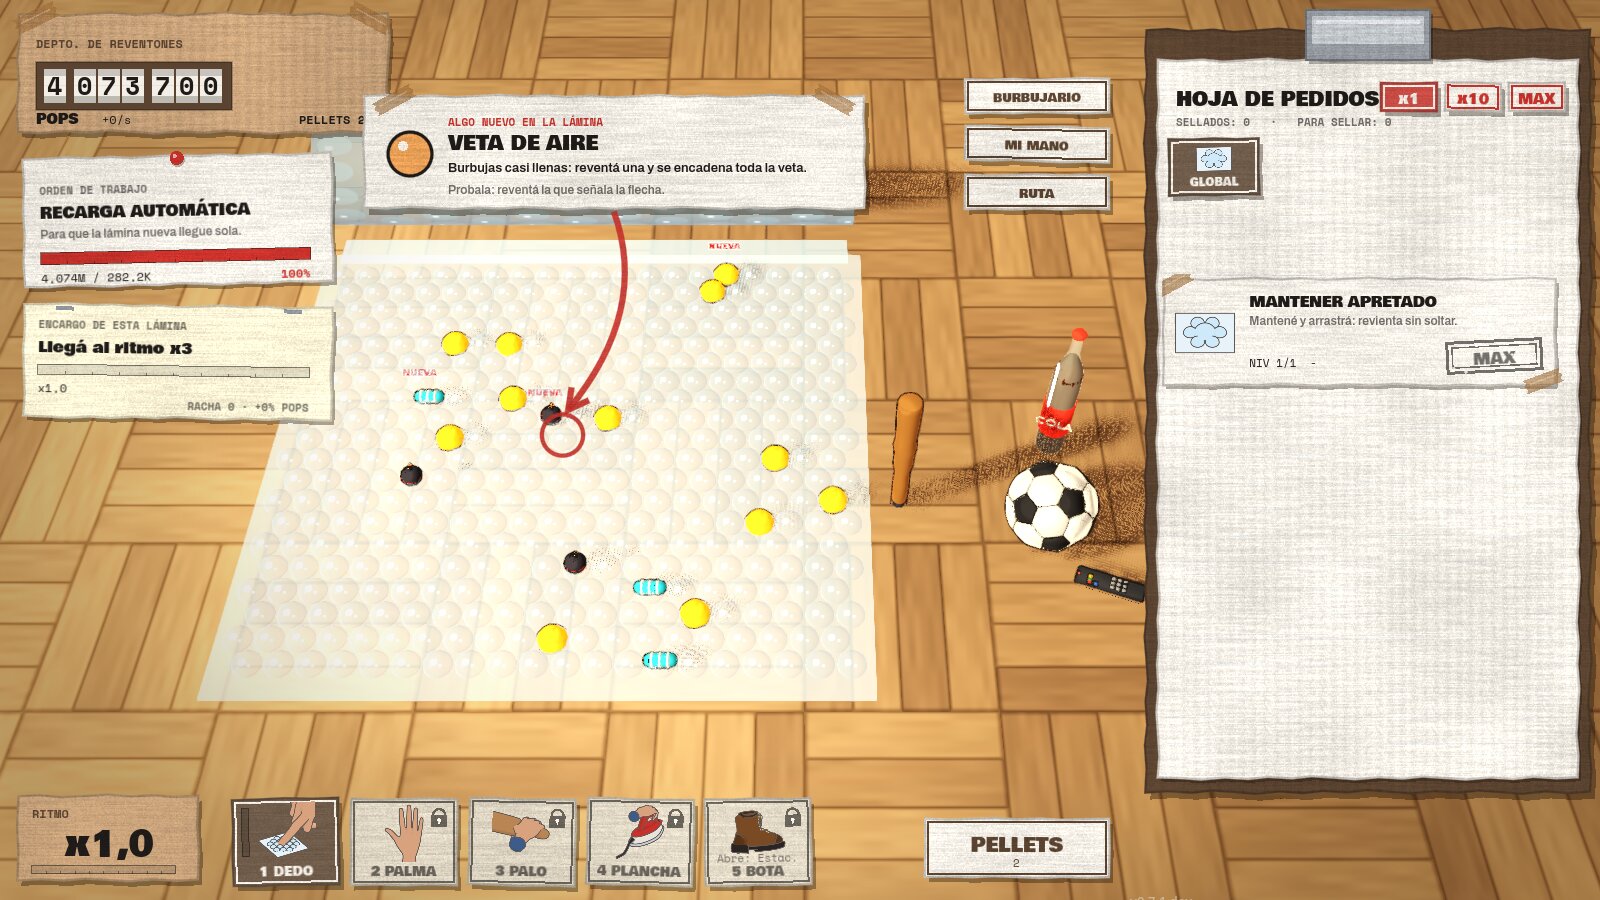 DEPTO. DE REVENTONES
4 073 700
POPS +0/s PELLETS 2
ORDEN DE TRABAJO
RECARGA AUTOMÁTICA
Para que la lámina nueva llegue sola.
4.074M / 282.2K 100%
ENCARGO DE ESTA LÁMINA
Llegá al ritmo x3
x1.0
RACHA 0 · +0% POPS
ALGO NUEVO EN LA LÁMINA
VETA DE AIRE
Burbujas casi llenas: reventá una y se encadena toda la veta.
Probala: reventá la que señala la flecha.
NUEVA
NUEVA
NUEVA
BURBUJARIO
MI MANO
RUTA
COLA
HOJA DE PEDIDOS x1 x10 MAX
SELLADOS: 0 · PARA SELLAR: 0
GLOBAL
MANTENER APRETADO
Mantené y arrastrá: revienta sin soltar.
NIV 1/1 -
MAX
RITMO
x1,0
1 DEDO
2 PALMA
3 PALO
4 PLANCHA
Abre: Estac.
5 BOTA
PELLETS
2